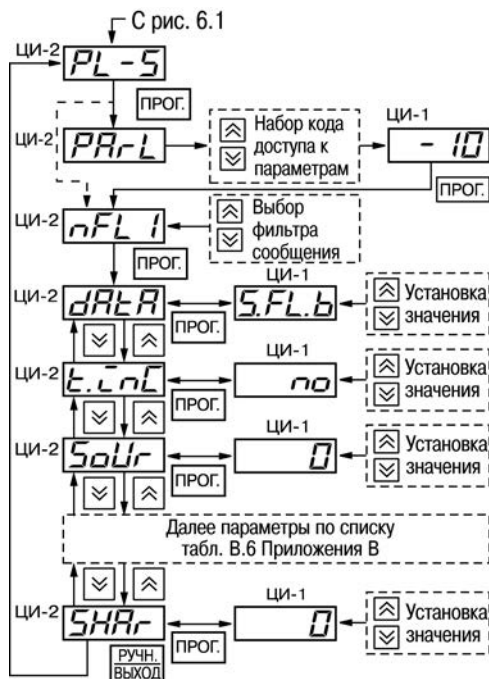 С рис. 6.1
ЦИ-2 PL-5
ПРОГ.
ЦИ-2 PArL
Набор кода
доступа к
параметрам
ЦИ-1
-10
ПРОГ.
ЦИ-2 nFL1
Выбор
фильтра
сообщения
ПРОГ.
ЦИ-2 dAtA
ПРОГ.
ЦИ-1
S.FL.b
Установка
значения
ЦИ-2 t.inC
ПРОГ.
ЦИ-1
no
Установка
значения
ЦИ-2 SoUr
ПРОГ.
ЦИ-1
0
Установка
значения
Далее параметры по списку
табл. В.6 Приложения В
ЦИ-2 SHAr
РУЧН.
ВЫХОД
ПРОГ.
ЦИ-1
0
Установка
значения